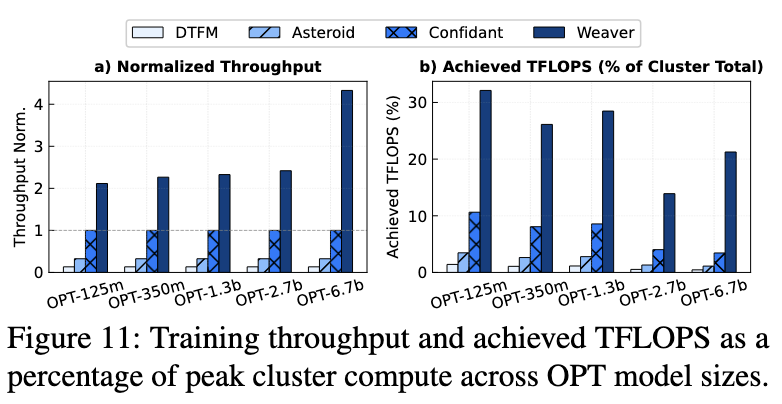 DTFM Asteroid Confidant Weaver
a) Normalized Throughput
Throughput Norm.
4
3
2
1
0
OPT-125m OPT-350m OPT-1.3b OPT-2.7b OPT-6.7b
b) Achieved TFLOPS (% of Cluster Total)
Achieved TFLOPS (%)
30
20
10
0
OPT-125m OPT-350m OPT-1.3b OPT-2.7b OPT-6.7b
Figure 11: Training throughput and achieved TFLOPS as a
percentage of peak cluster compute across OPT model sizes.